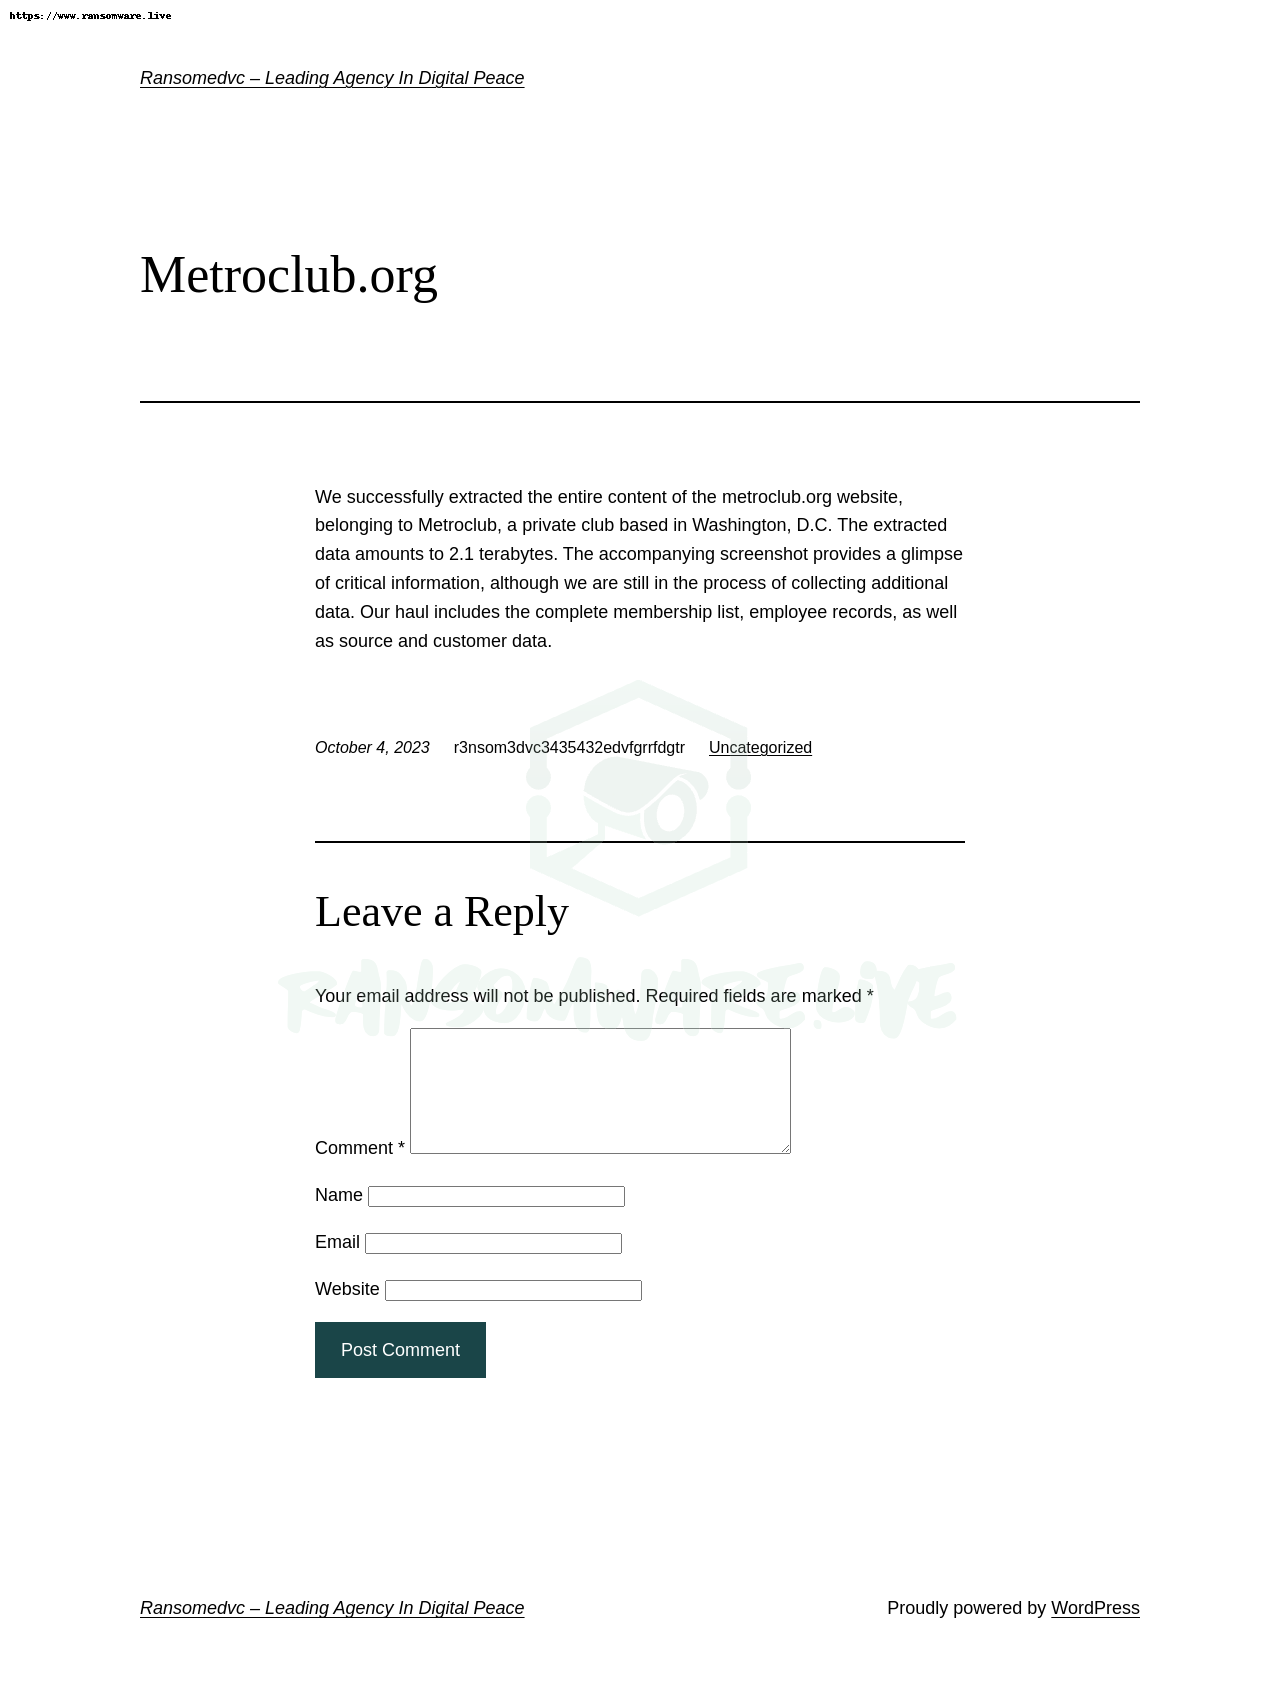 https://www.ransomware.live
Ransomedvc – Leading Agency In Digital Peace
Metroclub.org
We successfully extracted the entire content of the metroclub.org website,
belonging to Metroclub, a private club based in Washington, D.C. The extracted
data amounts to 2.1 terabytes. The accompanying screenshot provides a glimpse
of critical information, although we are still in the process of collecting additional
data. Our haul includes the complete membership list, employee records, as well
as source and customer data.
October 4, 2023 r3nsom3dvc3435432edvfgrrfdgtr Uncategorized
Leave a Reply
RANSOMWARE.LIVE
Your email address will not be published. Required fields are marked *
Comment *
Name
Email
Website
Post Comment
Ransomedvc – Leading Agency In Digital Peace Proudly powered by WordPress